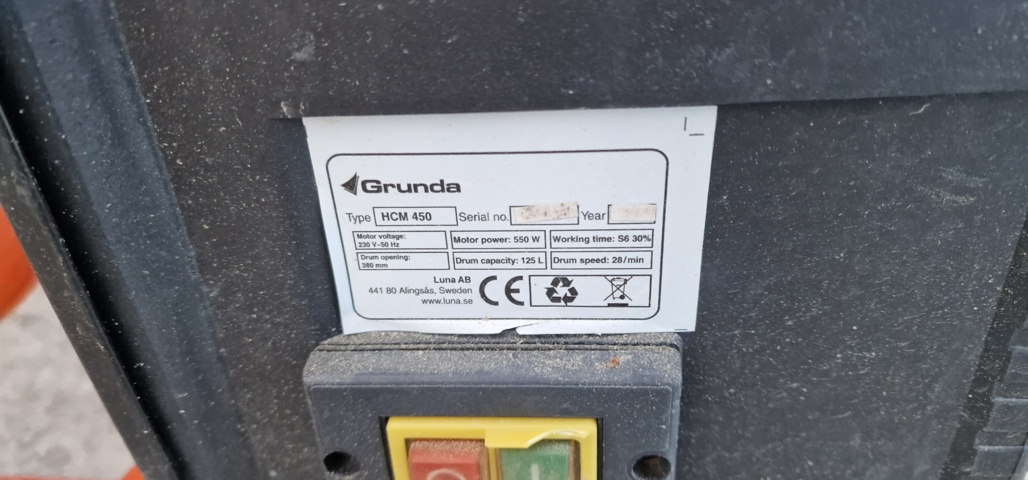 Grunda
Type HCM 450 Serial no. Year
Motor voltage: 230 V~50 Hz Motor power: 550 W Working time: S6 30%
Drum opening: 380 mm Drum capacity: 125 L Drum speed: 28/min
Luna AB
441 80 Alingsås, Sweden
www.luna.se
CE